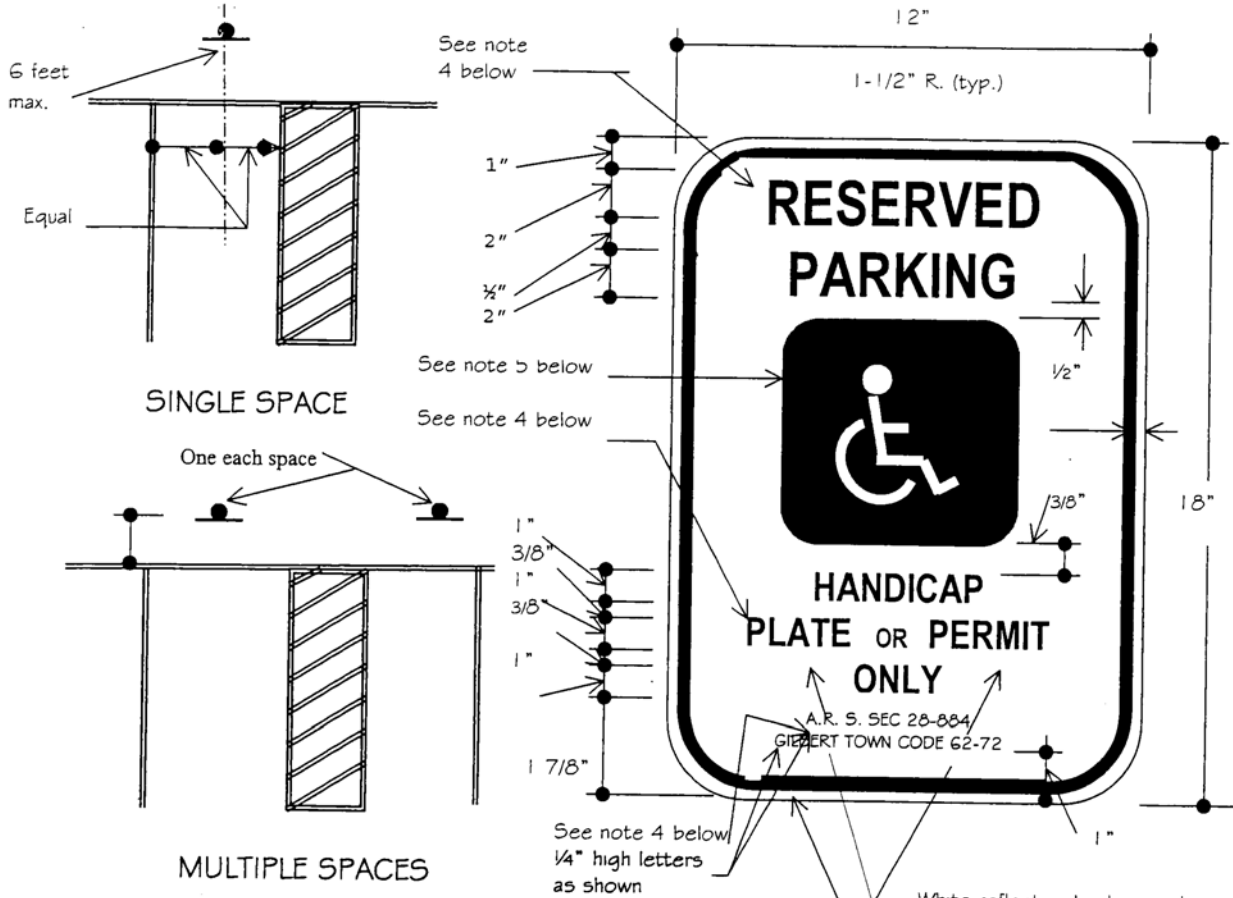 6 feet
max.
Equal
SINGLE SPACE
One each space
MULTIPLE SPACES
See note
4 below
12"
1-1/2" R. (typ.)
1"
2"
½"
2"
See note 5 below
See note 4 below
RESERVED
PARKING
1/2"
18"
3/8"
HANDICAP
PLATE OR PERMIT
ONLY
A.R. S. SEC 28-884
GILBERT TOWN CODE 62-72
1"
3/8"
1"
3/8"
1"
1 7/8"
1"
See note 4 below
1/4" high letters
as shown